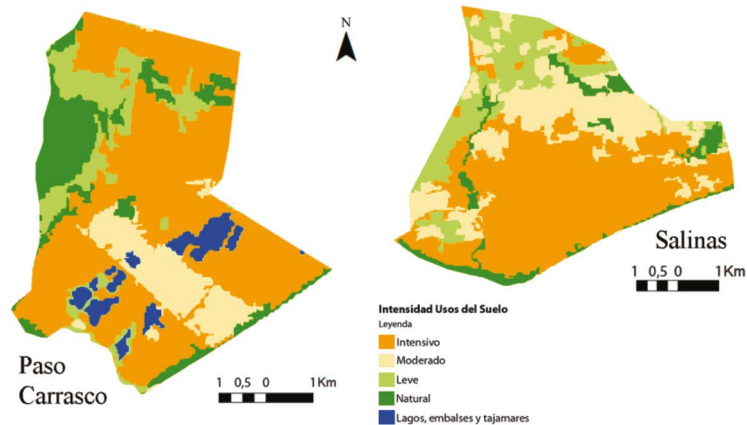 N
Salinas
1 0,5 0 1Km
Intensidad Usos del Suelo
Leyenda
Intensivo
Moderado
Leve
Natural
Lagos, embalses y tajamares
Paso
Carrasco
1 0,5 0 1Km